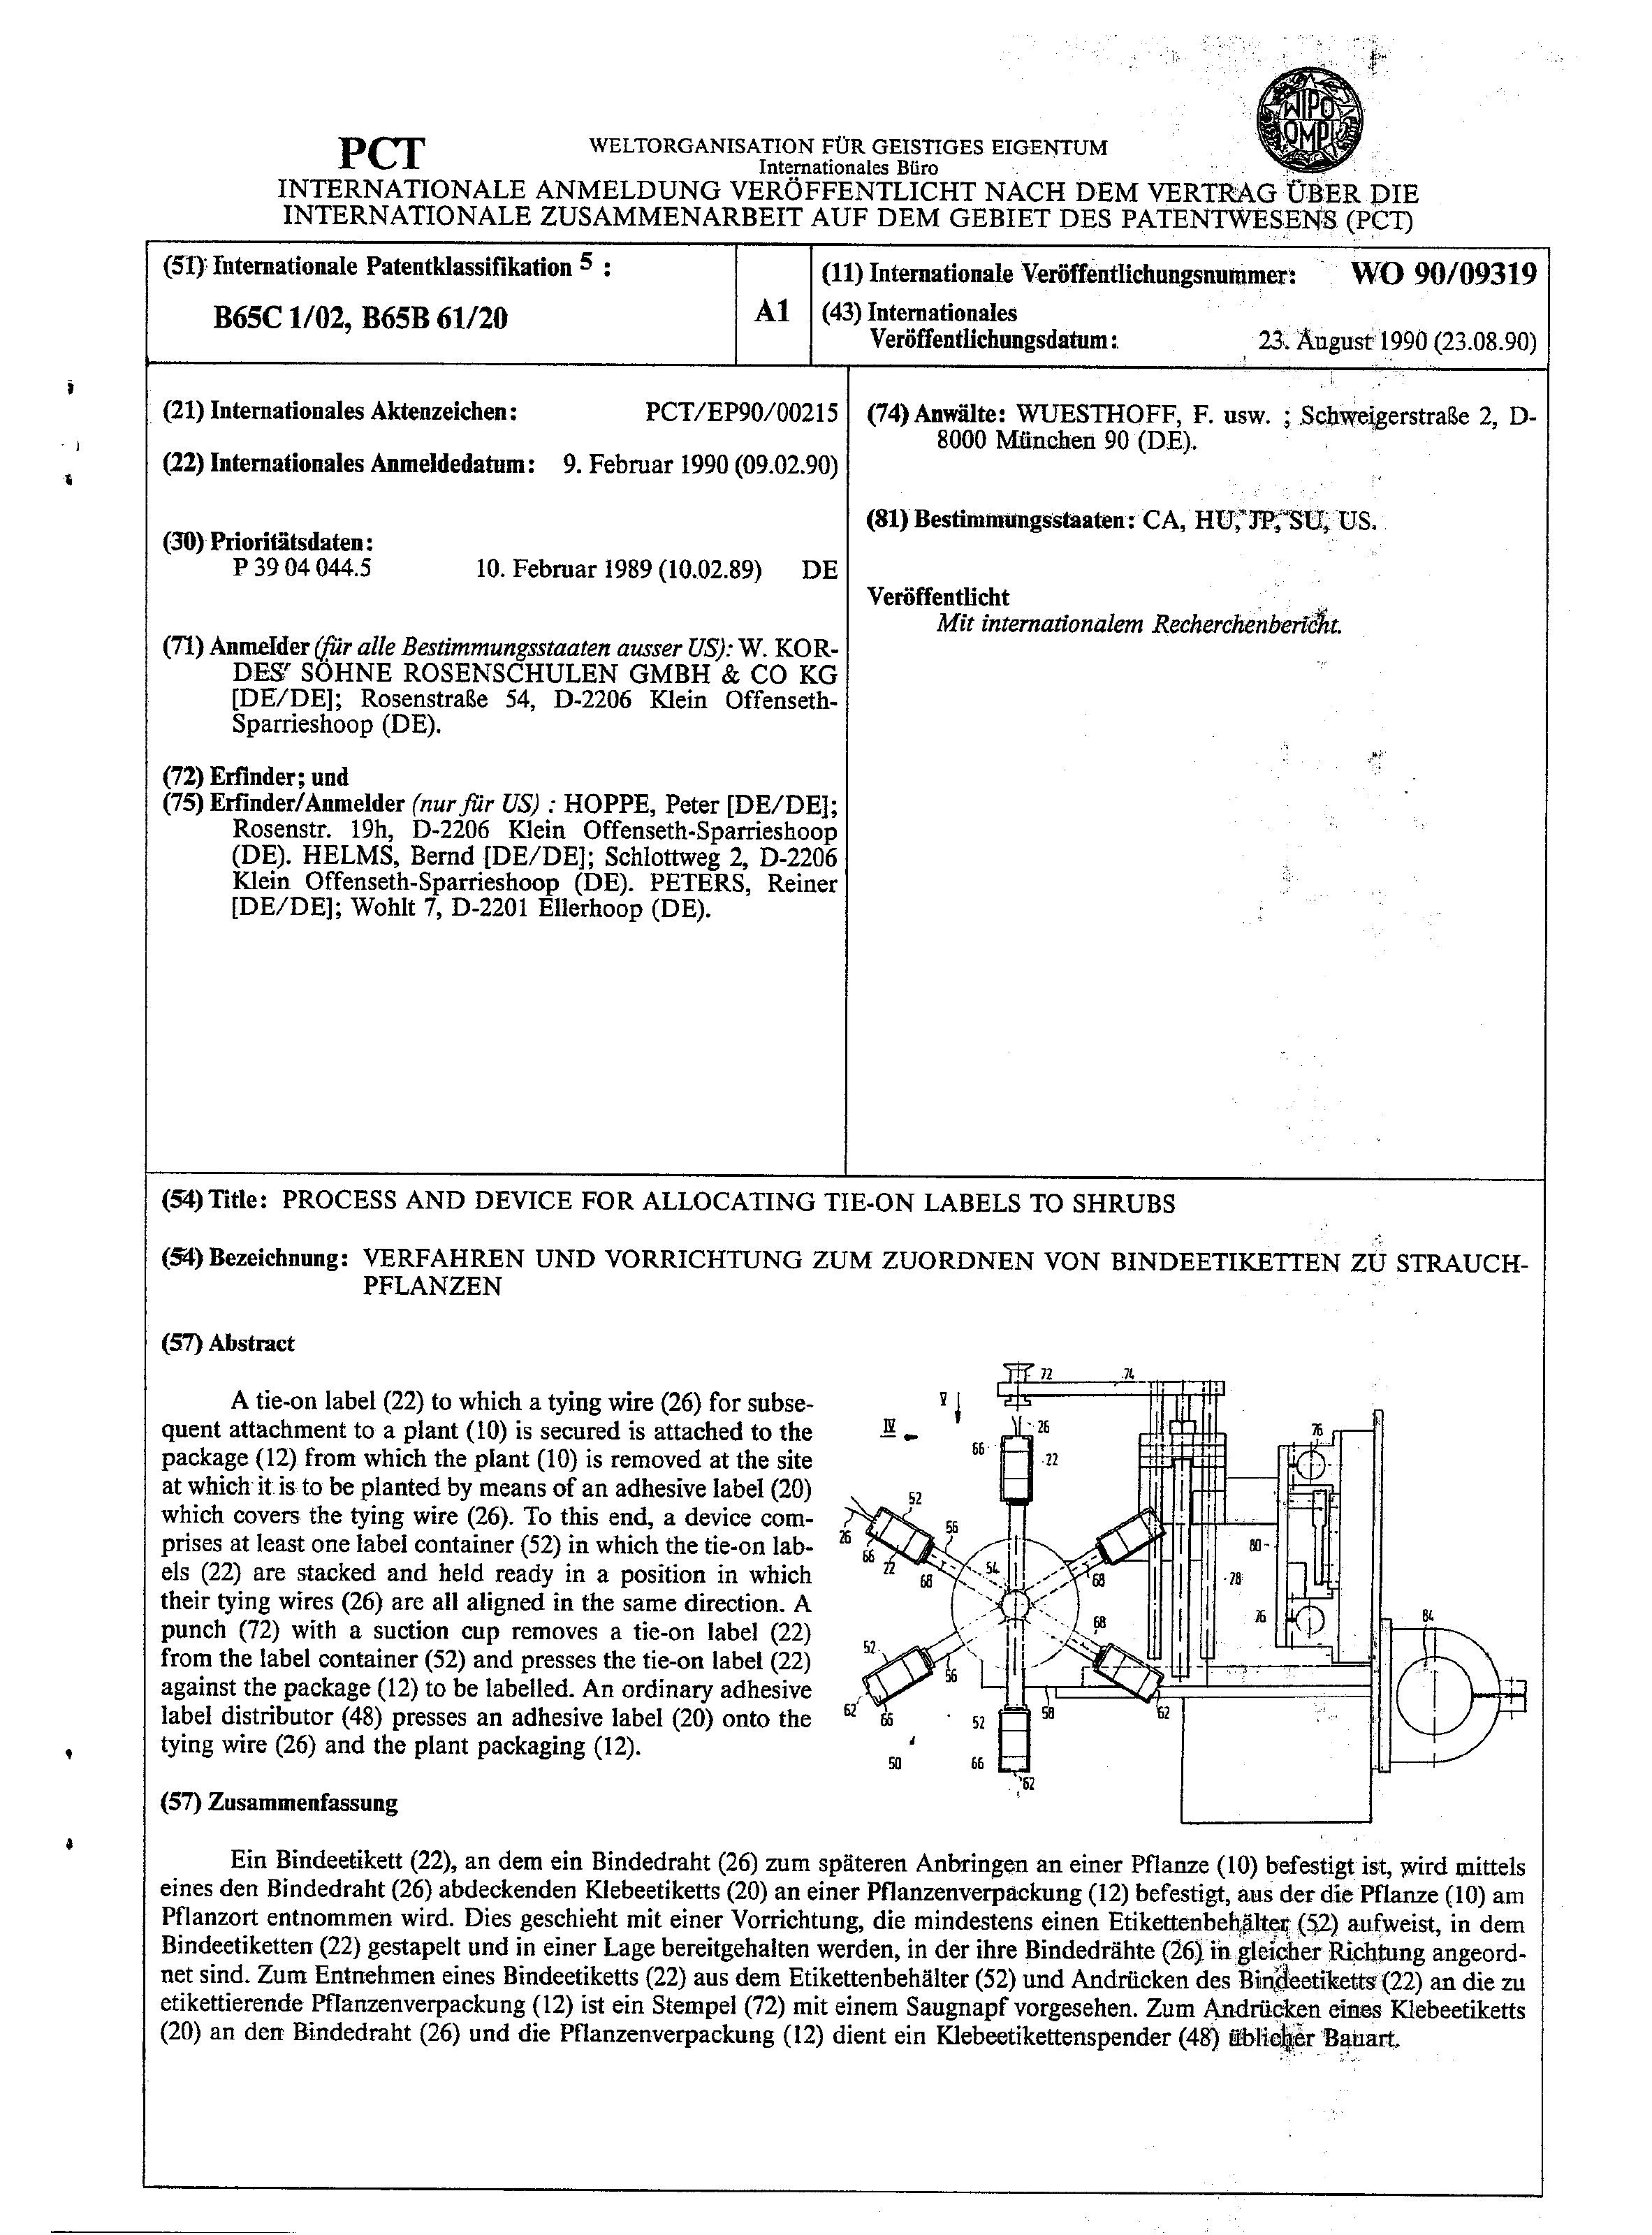 WIPO
OMPI
PCT
WELTORGANISATION FÜR GEISTIGES EIGENTUM
Internationales Büro
INTERNATIONALE ANMELDUNG VERÖFFENTLICHT NACH DEM VERTRAG ÜBER DIE
INTERNATIONALE ZUSAMMENARBEIT AUF DEM GEBIET DES PATENTWESENS (PCT)
(51) Internationale Patentklassifikation 5 :
B65C 1/02, B65B 61/20
A1
(11) Internationale Veröffentlichungsnummer: WO 90/09319
(43) Internationales
Veröffentlichungsdatum: 23. August 1990 (23.08.90)
(21) Internationales Aktenzeichen: PCT/EP90/00215
(22) Internationales Anmeldedatum: 9. Februar 1990 (09.02.90)
(30) Prioritätsdaten:
P 39 04 044.5 10. Februar 1989 (10.02.89) DE
(71) Anmelder (für alle Bestimmungsstaaten ausser US): W. KOR-
DES' SÖHNE ROSENSCHULEN GMBH & CO KG
[DE/DE]; Rosenstraße 54, D-2206 Klein Offenseth-
Sparrieshoop (DE).
(72) Erfinder; und
(75) Erfinder/Anmelder (nur für US) : HOPPE, Peter [DE/DE];
Rosenstr. 19h, D-2206 Klein Offenseth-Sparrieshoop
(DE). HELMS, Bernd [DE/DE]; Schlottweg 2, D-2206
Klein Offenseth-Sparrieshoop (DE). PETERS, Reiner
[DE/DE]; Wohlt 7, D-2201 Ellerhoop (DE).
(74) Anwälte: WUESTHOFF, F. usw. ; Schweigerstraße 2, D-
8000 München 90 (DE).
(81) Bestimmungsstaaten: CA, HU, JP, SU, US.
Veröffentlicht
Mit internationalem Recherchenbericht.
(54) Title: PROCESS AND DEVICE FOR ALLOCATING TIE-ON LABELS TO SHRUBS
(54) Bezeichnung: VERFAHREN UND VORRICHTUNG ZUM ZUORDNEN VON BINDEETIKETTEN ZU STRAUCH-
PFLANZEN
(57) Abstract
A tie-on label (22) to which a tying wire (26) for subse-
quent attachment to a plant (10) is secured is attached to the
package (12) from which the plant (10) is removed at the site
at which it is to be planted by means of an adhesive label (20)
which covers the tying wire (26). To this end, a device com-
prises at least one label container (52) in which the tie-on lab-
els (22) are stacked and held ready in a position in which
their tying wires (26) are all aligned in the same direction. A
punch (72) with a suction cup removes a tie-on label (22)
from the label container (52) and presses the tie-on label (22)
against the package (12) to be labelled. An ordinary adhesive
label distributor (48) presses an adhesive label (20) onto the
tying wire (26) and the plant packaging (12).
72 74
V
IV 26 76
66 22
52
26 56
66 22 54 80
68 68 78
76 84
52 68
56
62 66 58 62
52
50 66
62
(57) Zusammenfassung
Ein Bindeetikett (22), an dem ein Bindedraht (26) zum späteren Anbringen an einer Pflanze (10) befestigt ist, wird mittels
eines den Bindedraht (26) abdeckenden Klebeetiketts (20) an einer Pflanzenverpackung (12) befestigt, aus der die Pflanze (10) am
Pflanzort entnommen wird. Dies geschieht mit einer Vorrichtung, die mindestens einen Etikettenbehälter (52) aufweist, in dem
Bindeetiketten (22) gestapelt und in einer Lage bereitgehalten werden, in der ihre Bindedrähte (26) in gleicher Richtung angeord-
net sind. Zum Entnehmen eines Bindeetiketts (22) aus dem Etikettenbehälter (52) und Andrücken des Bindeetiketts (22) an die zu
etikettierende Pflanzenverpackung (12) ist ein Stempel (72) mit einem Saugnapf vorgesehen. Zum Andrücken eines Klebeetiketts
(20) an den Bindedraht (26) und die Pflanzenverpackung (12) dient ein Klebeetikettenspender (48) üblicher Bauart.